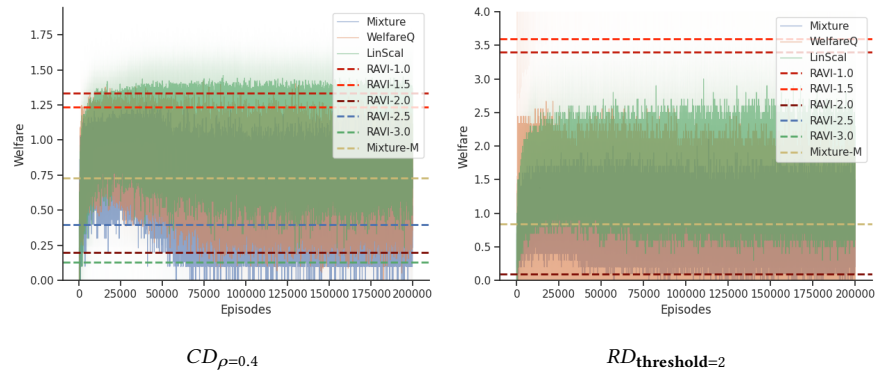 1.75
1.50
1.25
1.00
0.75
0.50
0.25
0.00
Welfare
0 25000 50000 75000 100000 125000 150000 175000 200000
Episodes
Mixture
WelfareQ
LinScal
RAVI-1.0
RAVI-1.5
RAVI-2.0
RAVI-2.5
RAVI-3.0
Mixture-M
CDρ=0.4
4.0
3.5
3.0
2.5
2.0
1.5
1.0
0.5
0.0
Welfare
0 25000 50000 75000 100000 125000 150000 175000 200000
Episodes
Mixture
WelfareQ
LinScal
RAVI-1.0
RAVI-1.5
RAVI-2.0
RAVI-2.5
RAVI-3.0
Mixture-M
RDthreshold=2